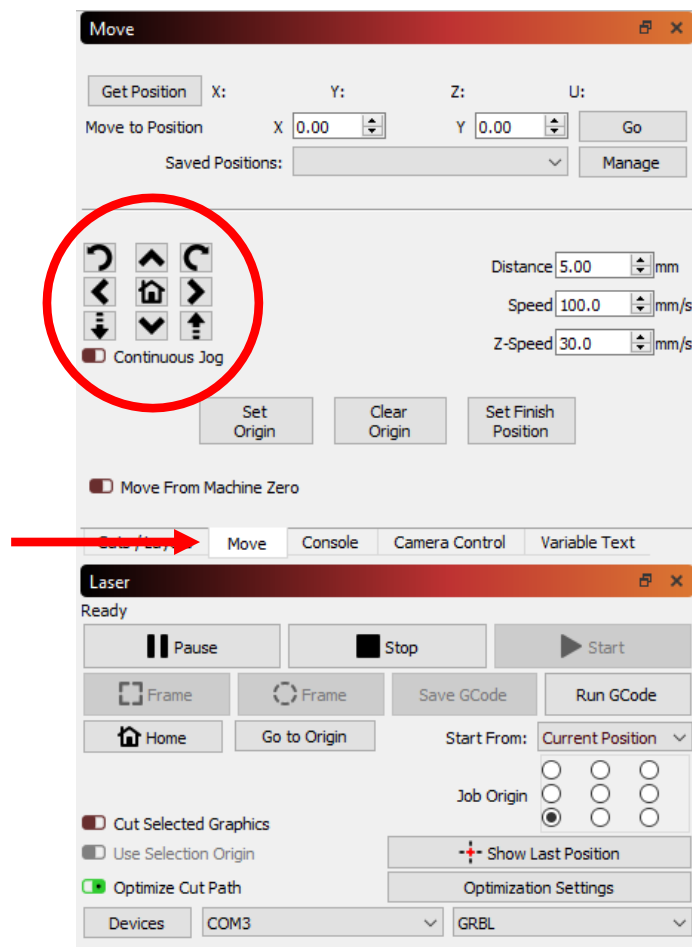 Move
Get Position X: Y: Z: U:
Move to Position X 0.00 Y 0.00 Go
Saved Positions: Manage
Distance 5.00 mm
Speed 100.0 mm/s
Z-Speed 30.0 mm/s
Continuous Jog
Set Origin Clear Origin Set Finish Position
Move From Machine Zero
Cuts / Layers Move Console Camera Control Variable Text
Laser
Ready
Pause Stop Start
Frame Frame Save GCode Run GCode
Home Go to Origin Start From: Current Position
Job Origin
Cut Selected Graphics
Use Selection Origin Show Last Position
Optimize Cut Path Optimization Settings
Devices COM3 GRBL